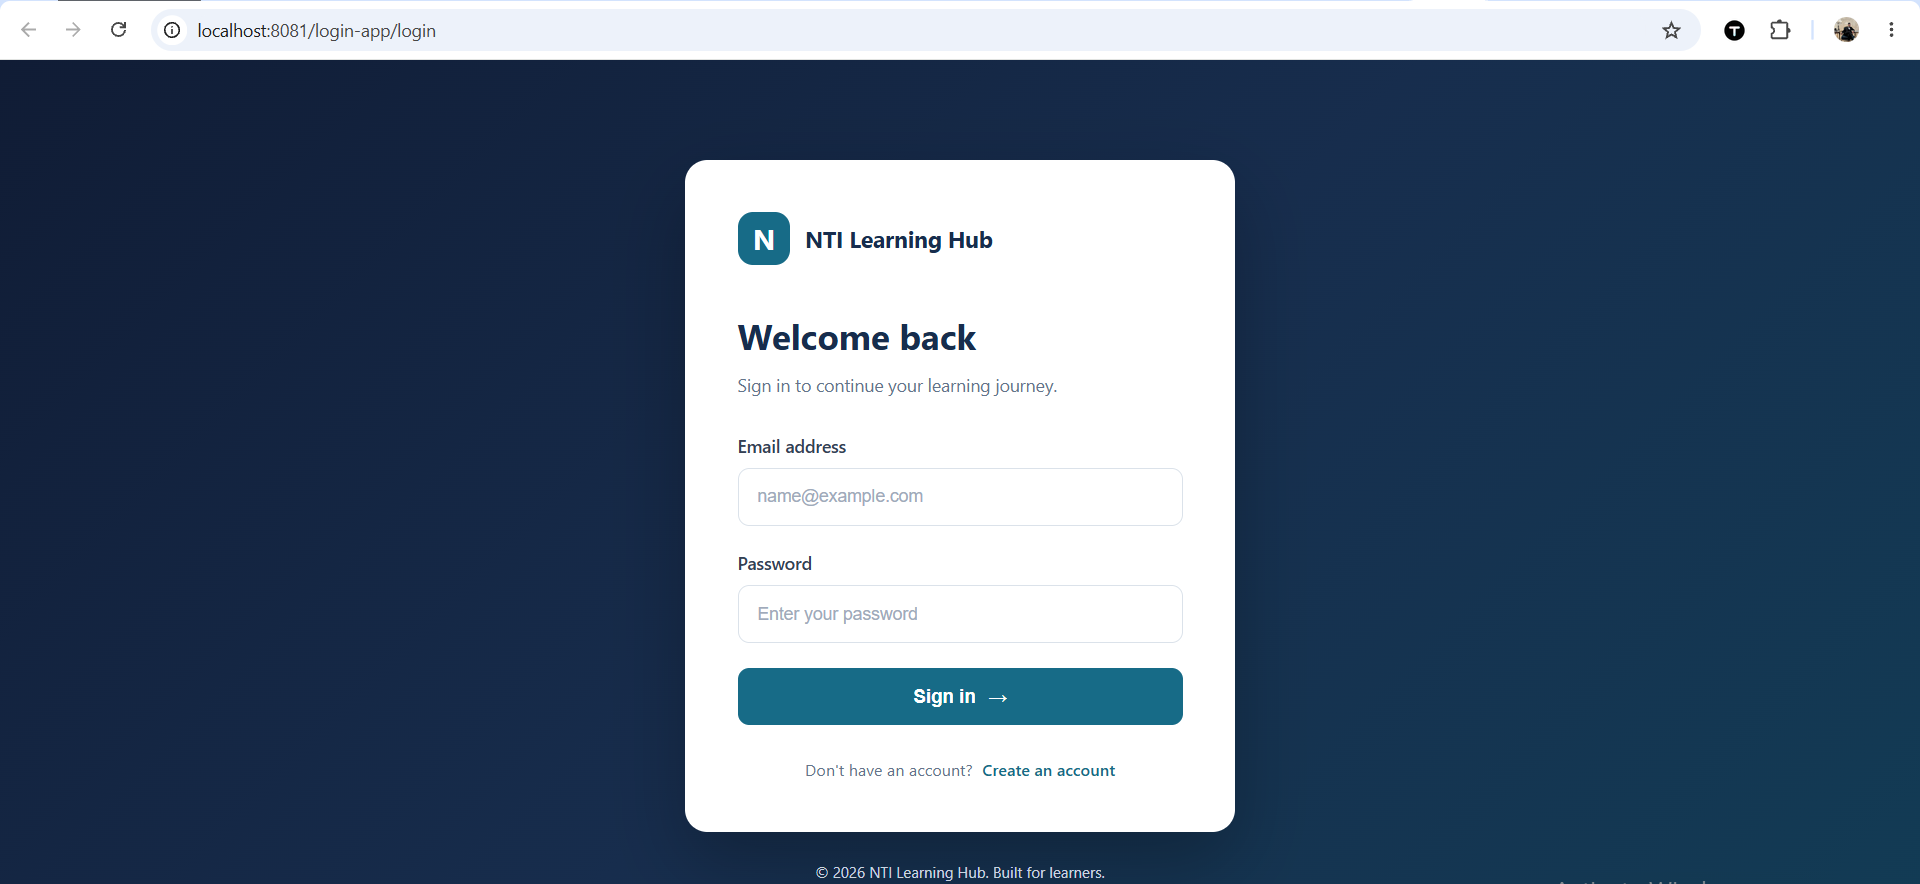 localhost:8081/login-app/login
T
N
NTI Learning Hub
Welcome back
Sign in to continue your learning journey.
Email address
name@example.com
Password
Enter your password
Sign in →
Don't have an account? Create an account
© 2026 NTI Learning Hub. Built for learners.